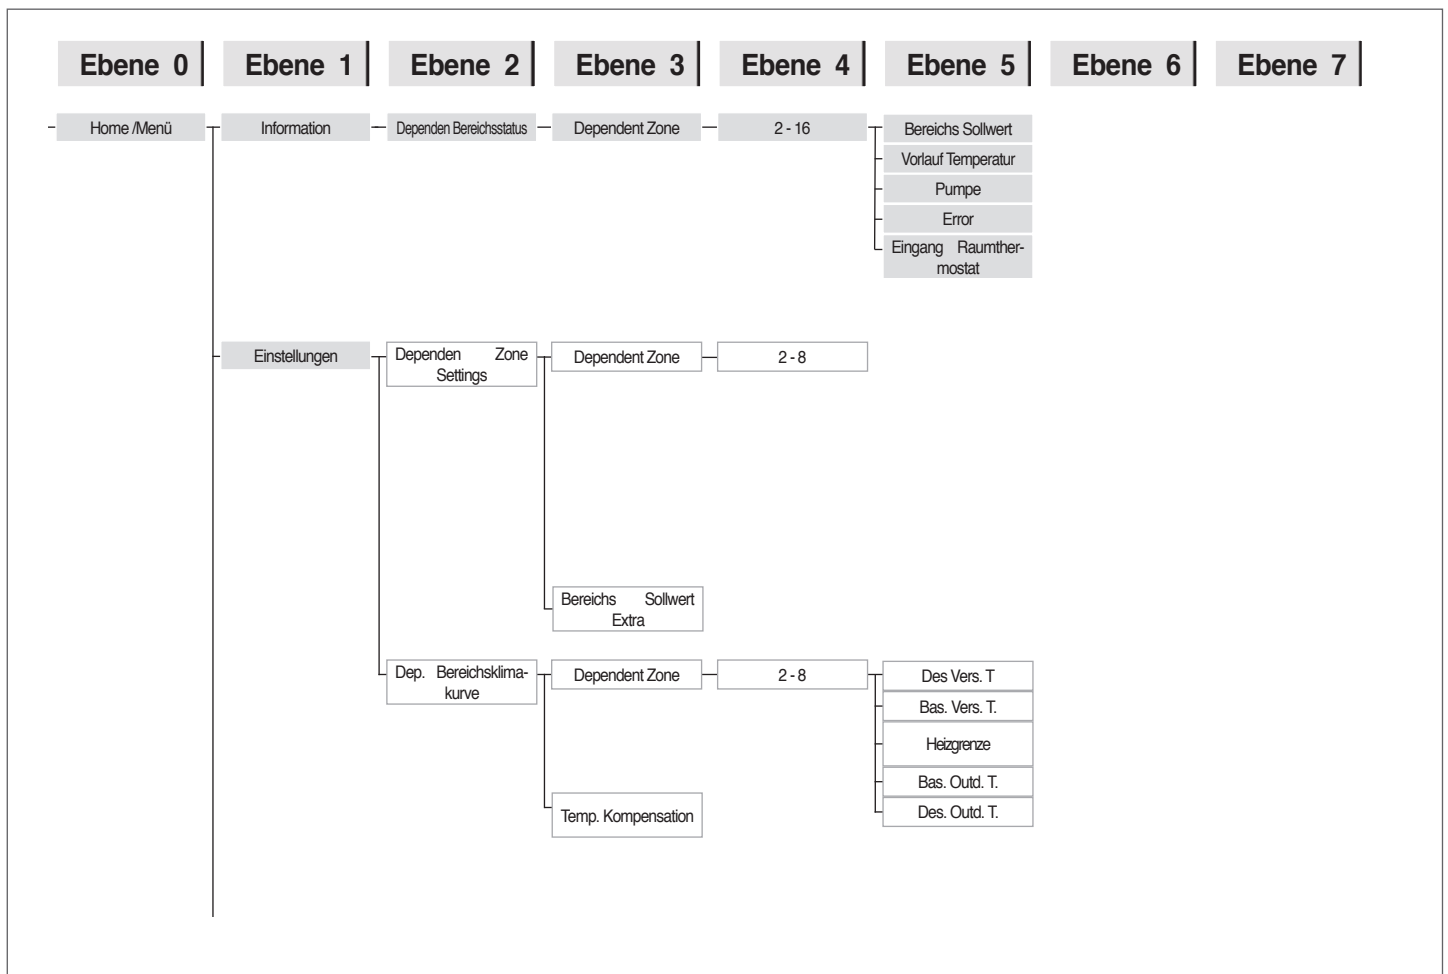 Ebene 0 Ebene 1 Ebene 2 Ebene 3 Ebene 4 Ebene 5 Ebene 6 Ebene 7
Home /Menü Information Dependen Bereichsstatus Dependent Zone 2 - 16 Bereichs Sollwert
Vorlauf Temperatur
Pumpe
Error
Eingang Raumther-
mostat
Einstellungen Dependen Zone Dependent Zone 2 - 8
Settings
Bereichs Sollwert
Extra
Dep. Bereichsklima- Dependent Zone 2 - 8 Des Vers. T
kurve
Bas. Vers. T.
Heizgrenze
Bas. Outd. T.
Temp. Kompensation Des. Outd. T.